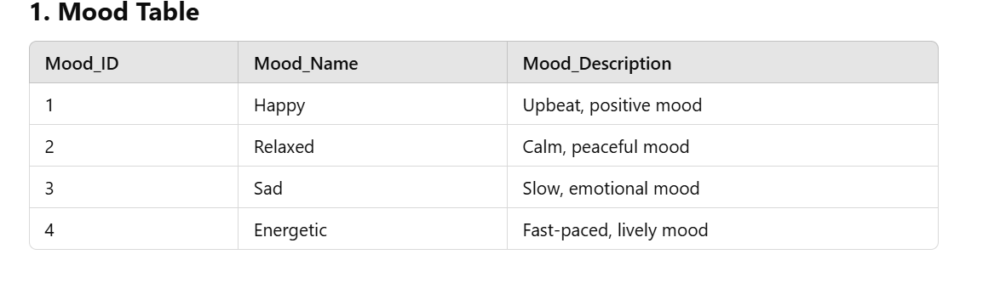 1. Mood Table
Mood_ID Mood_Name Mood_Description
1 Happy Upbeat, positive mood
2 Relaxed Calm, peaceful mood
3 Sad Slow, emotional mood
4 Energetic Fast-paced, lively mood